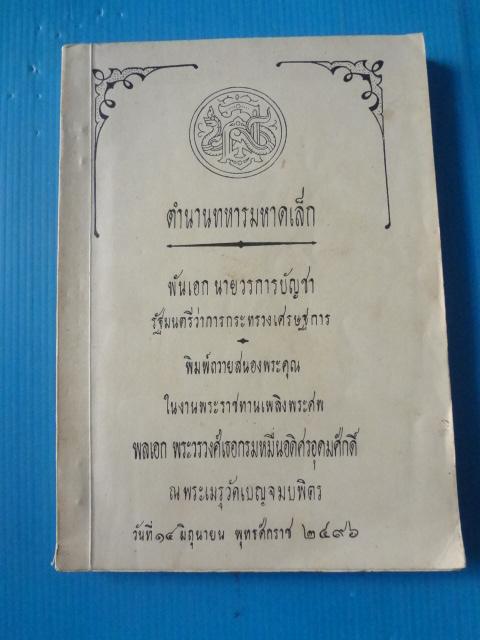 ตำนานทหารมหาดเล็ก
พันเอก นายวรการบัญชา
รัฐมนตรีว่าการกระทรวงเศรษฐการ
พิมพ์ถวายสนองพระคุณ
ในงานพระราชทานเพลิงพระศพ
พลเอก พระวรวงศ์เธอกรมหมื่นอดิศรอุดมศักดิ์
ณ พระเมรุวัดเบญจมบพิตร
วันที่ ๑๔ มิถุนายน พุทธศักราช ๒๔๙๖